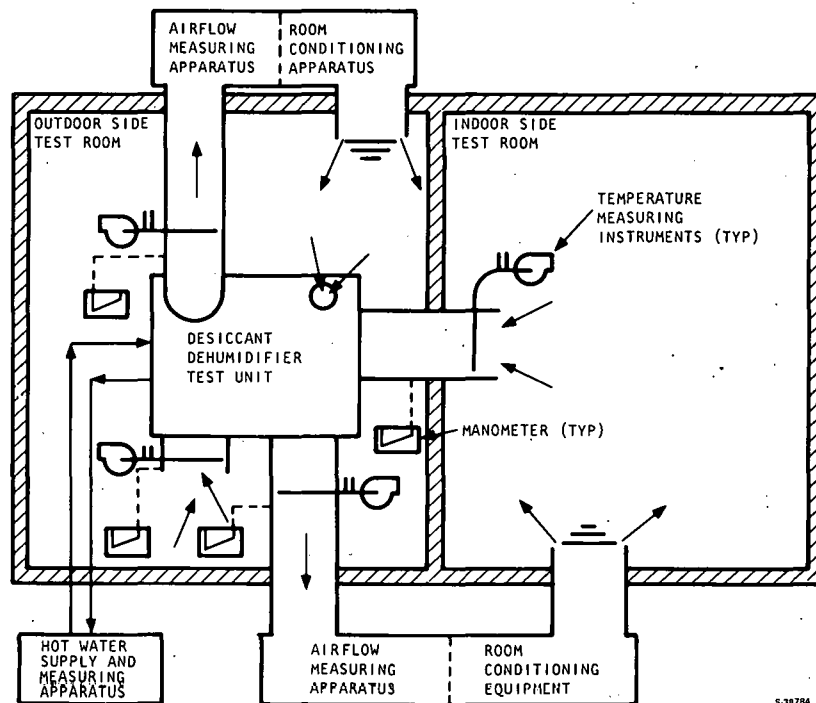 AIRFLOW
MEASURING
APPARATUS
ROOM
CONDITIONING
APPARATUS
OUTDOOR SIDE
TEST ROOM
INDOOR SIDE
TEST ROOM
TEMPERATURE
MEASURING
INSTRUMENTS (TYP)
DESICCANT
DEHUMIDIFIER
TEST UNIT
MANOMETER (TYP)
HOT WATER
SUPPLY AND
MEASURING
APPARATUS
AIRFLOW
MEASURING
APPARATUS
ROOM
CONDITIONING
EQUIPMENT
S-38784